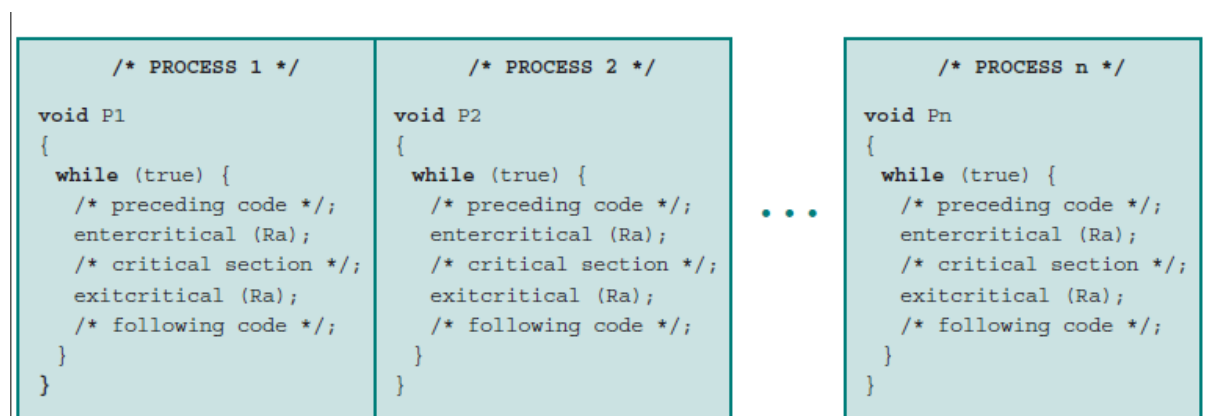 /* PROCESS 1 */
void P1
{
while (true) {
/* preceding code */;
entercritical (Ra);
/* critical section */;
exitcritical (Ra);
/* following code */;
}
}
/* PROCESS 2 */
void P2
{
while (true) {
/* preceding code */;
entercritical (Ra);
/* critical section */;
exitcritical (Ra);
/* following code */;
}
}
• • •
/* PROCESS n */
void Pn
{
while (true) {
/* preceding code */;
entercritical (Ra);
/* critical section */;
exitcritical (Ra);
/* following code */;
}
}